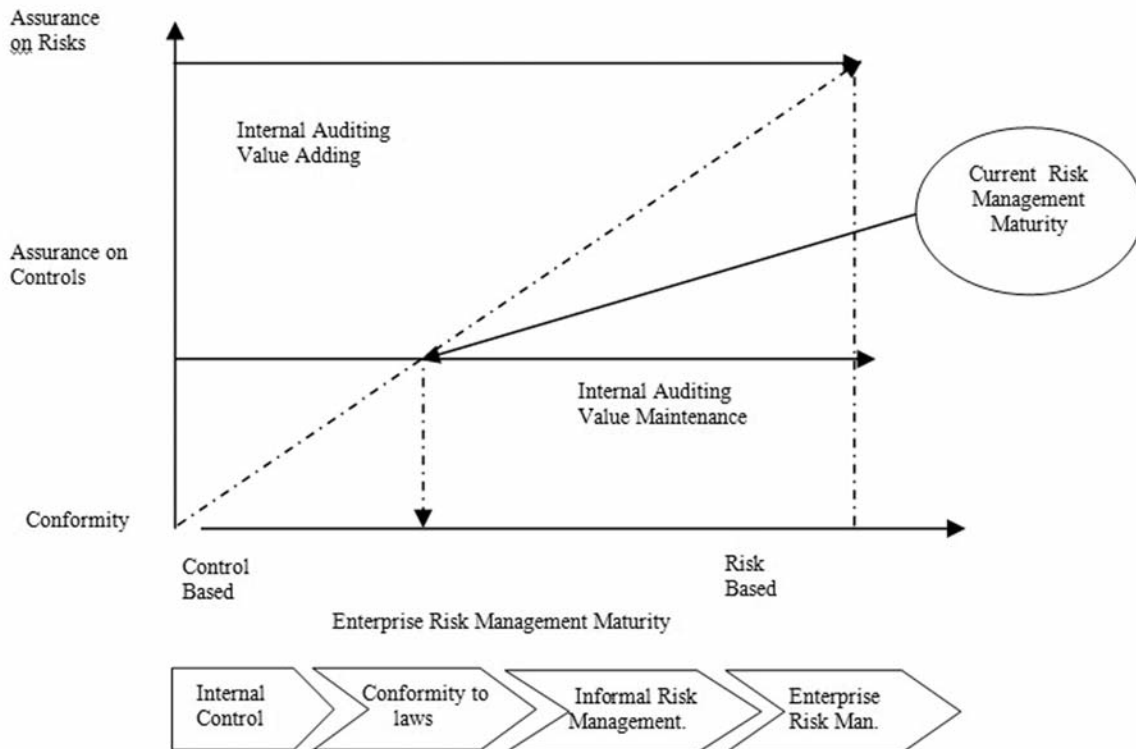 Assurance
on Risks
Internal Auditing
Value Adding
Current Risk
Management
Maturity
Assurance on
Controls
Internal Auditing
Value Maintenance
Conformity
Control
Based
Risk
Based
Enterprise Risk Management Maturity
Internal
Control
Conformity to
laws
Informal Risk
Management.
Enterprise
Risk Man.